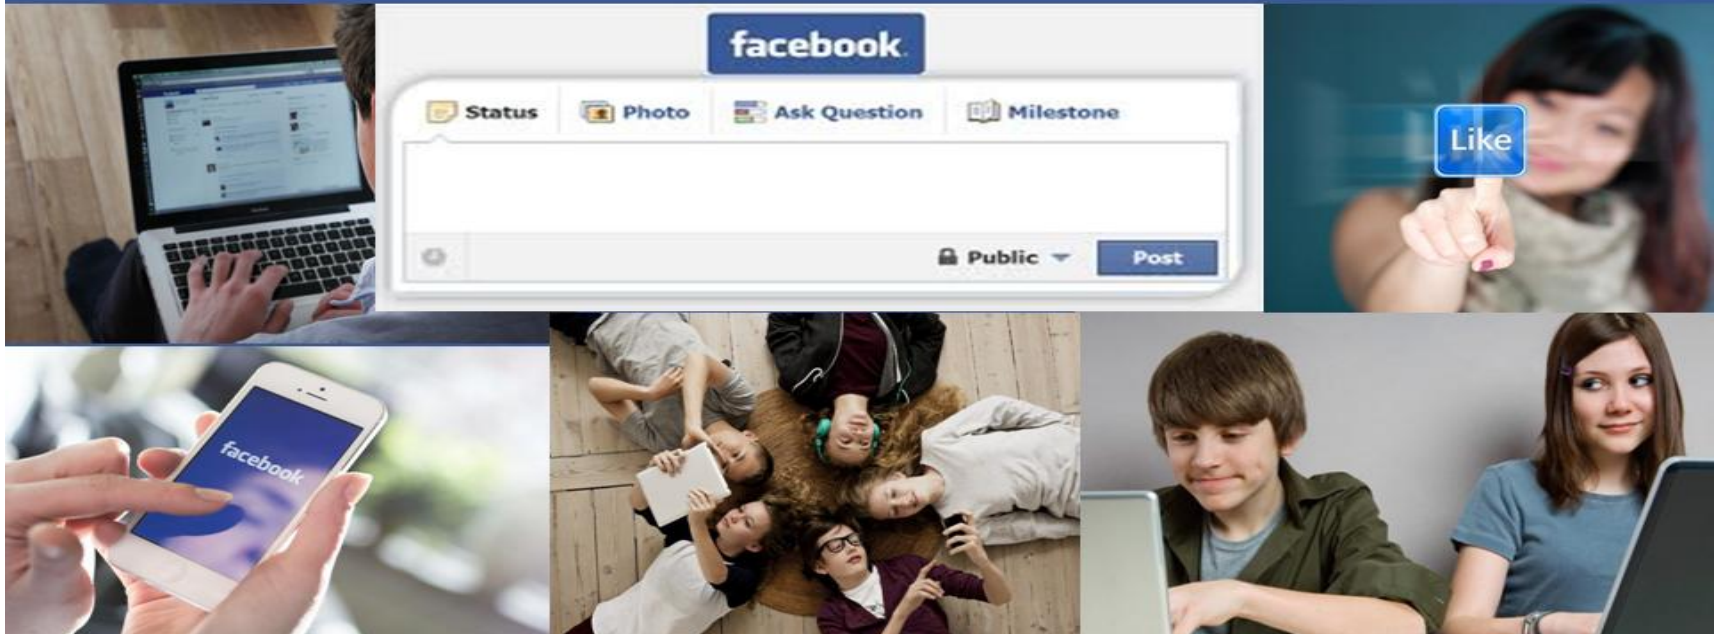 facebook
Status Photo Ask Question Milestone
Public Post
Like
facebook